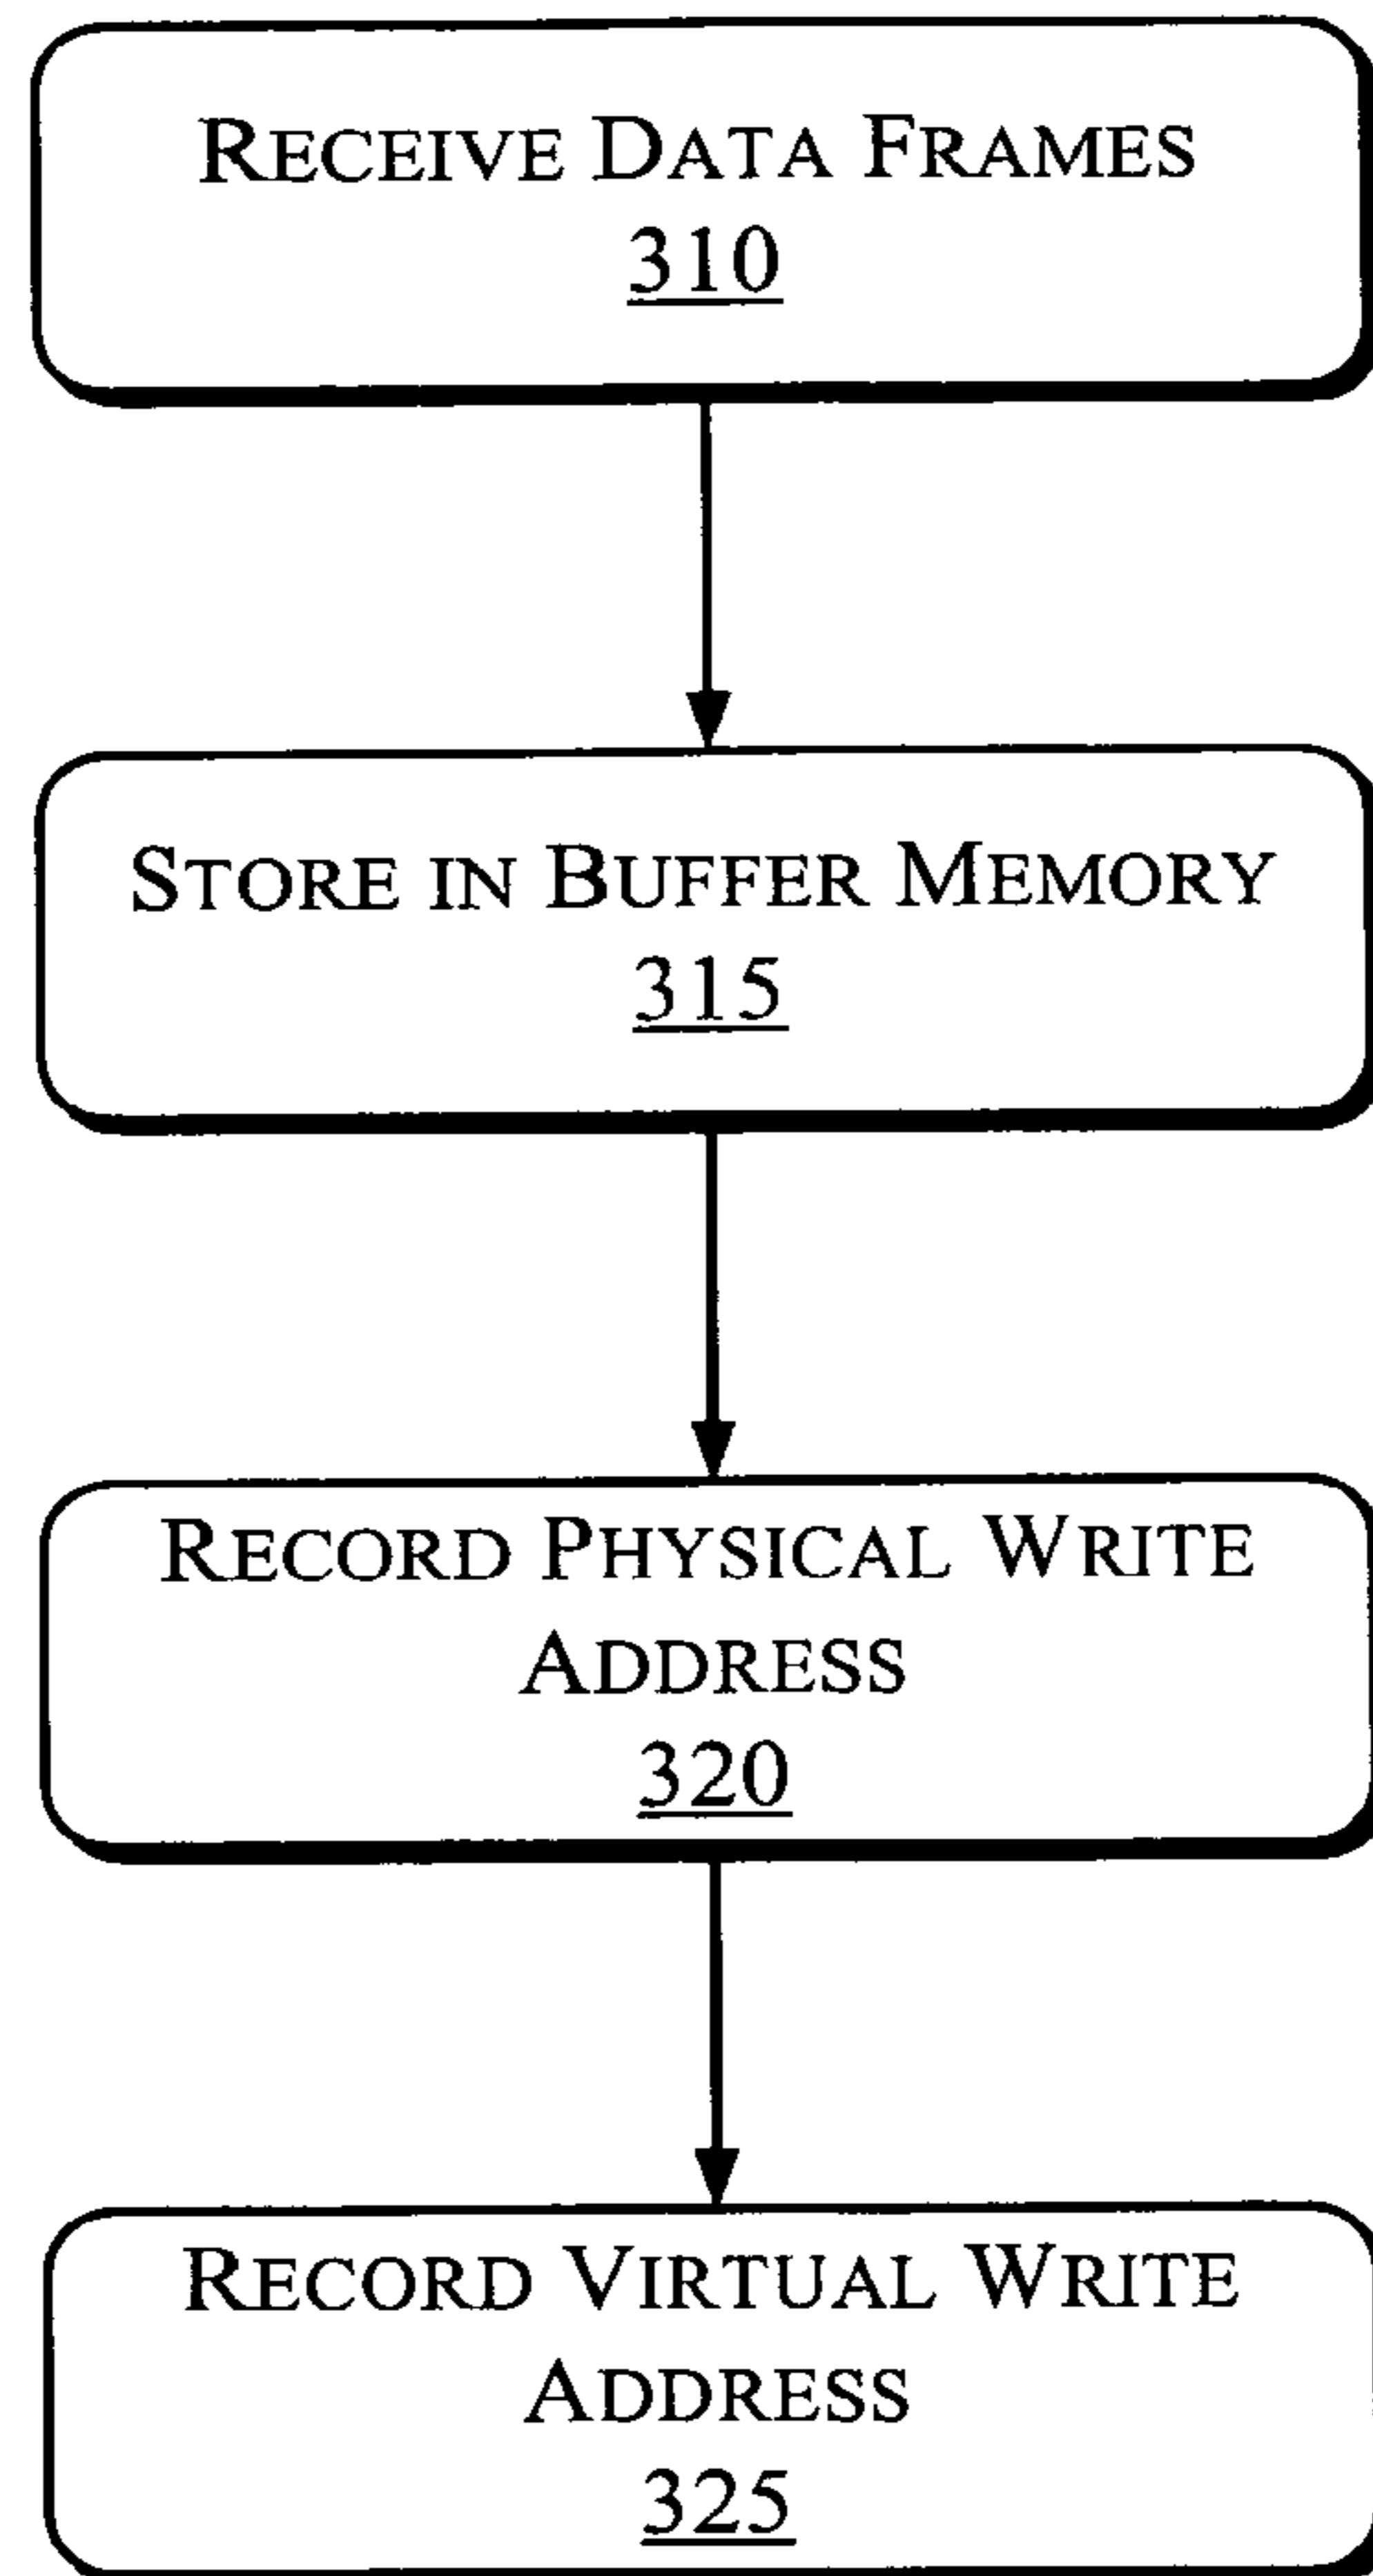 RECEIVE DATA FRAMES
310
STORE IN BUFFER MEMORY
315
RECORD PHYSICAL WRITE
ADDRESS
320
RECORD VIRTUAL WRITE
ADDRESS
325